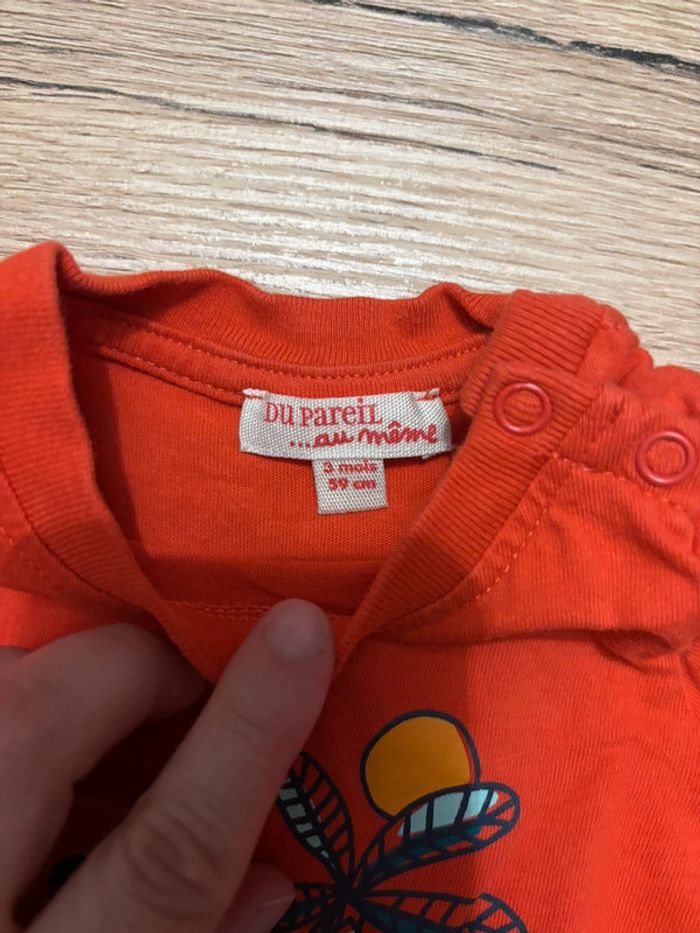 DU PareiL
...au même
3 mois
59 cm